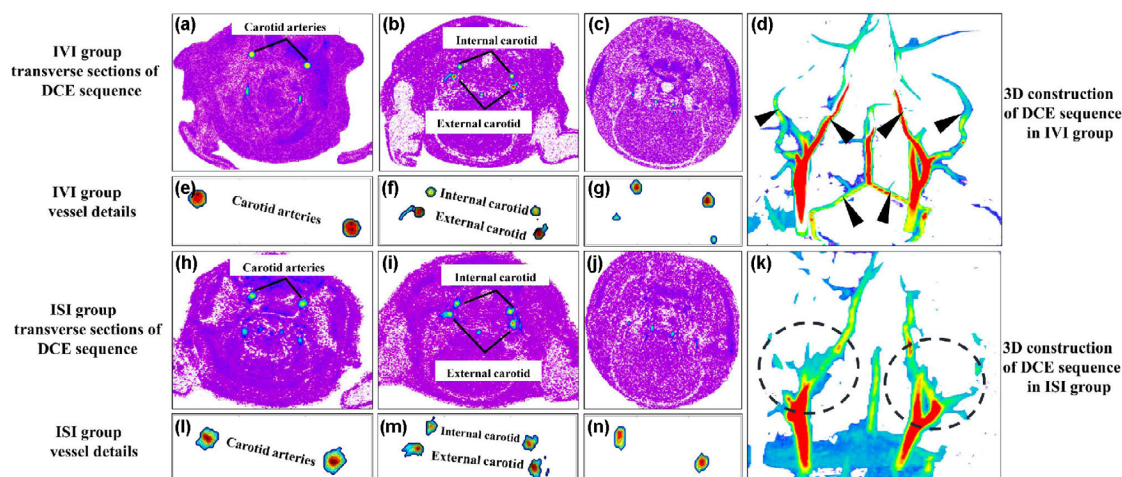 (a)
Carotid arteries
(b)
Internal carotid
External carotid
(c)
(d)
IVI group
transverse sections of
DCE sequence
3D construction
of DCE sequence
in IVI group
IVI group
vessel details
(e)
Carotid arteries
(f)
Internal carotid
External carotid
(g)
(h)
Carotid arteries
(i)
Internal carotid
External carotid
(j)
(k)
ISI group
transverse sections of
DCE sequence
3D construction
of DCE sequence
in ISI group
ISI group
vessel details
(l)
Carotid arteries
(m)
Internal carotid
External carotid
(n)